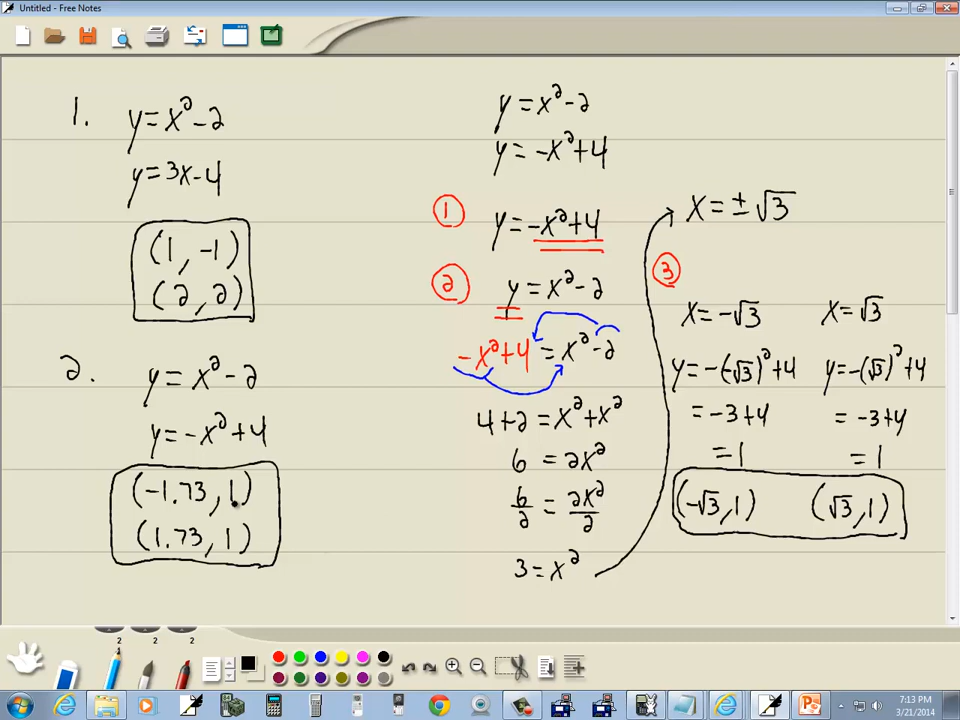 Untitled - Free Notes
1.
y = x² - 2
y = 3x - 4
(1, -1)
(2, 2)
2.
y = x² - 2
y = -x² + 4
(-1.73, 1)
(1.73, 1)
y = x² - 2
y = -x² + 4
① y = -x² + 4
② y = x² - 2
-x² + 4 = x² - 2
4 + 2 = x² + x²
6 = 2x²
6/2 = 2x²/2
3 = x²
x = ±√3
③
x = -√3 x = √3
y = -(-√3)² + 4 y = -(√3)² + 4
= -3 + 4 = -3 + 4
= 1 = 1
(-√3, 1) (√3, 1)
2 2 2
7:13 PM
3/21/2014